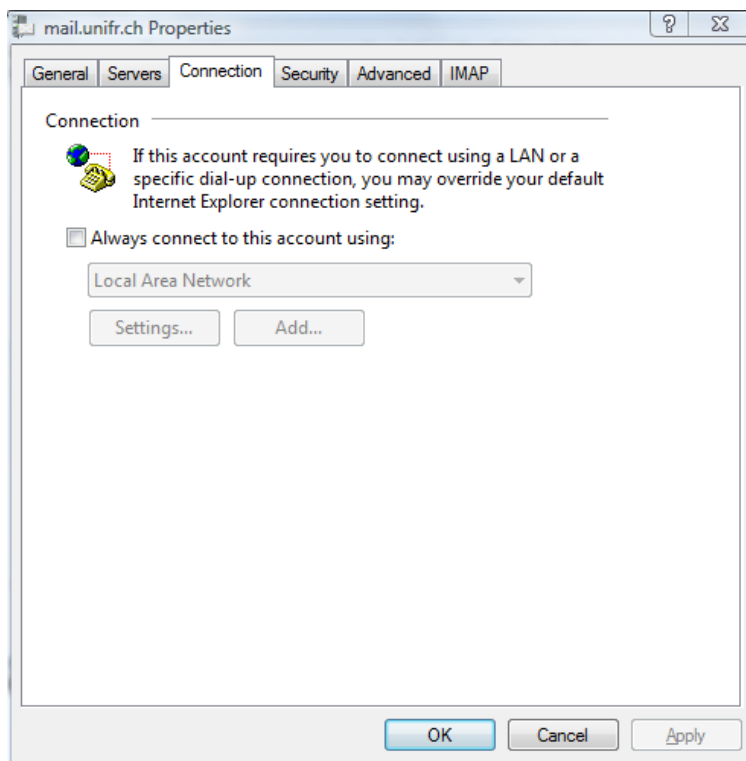 mail.unifr.ch Properties
General Servers Connection Security Advanced IMAP
Connection
If this account requires you to connect using a LAN or a
specific dial-up connection, you may override your default
Internet Explorer connection setting.
Always connect to this account using:
Local Area Network
Settings... Add...
OK Cancel Apply